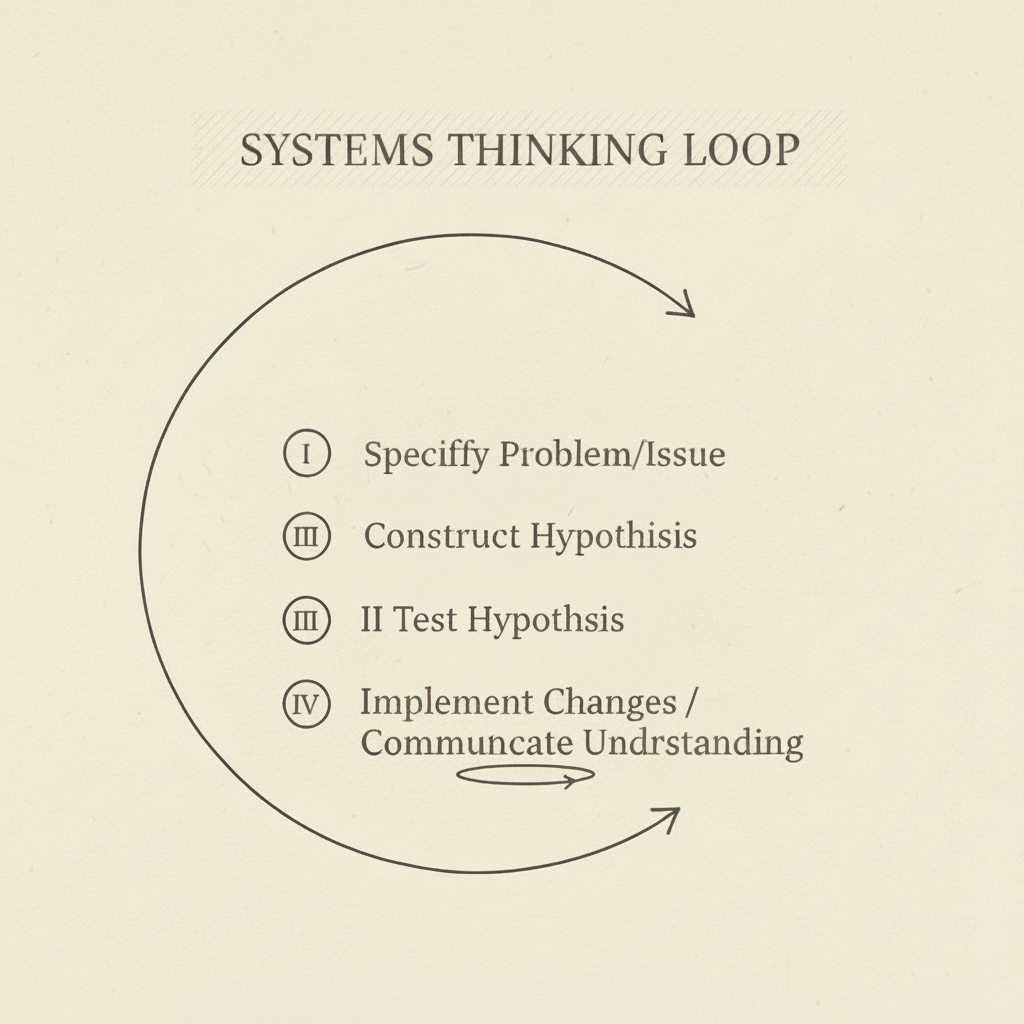 SYSTEMS THINKING LOOP
I Speciffy Problem/Issue
III Construct Hypothisis
III II Test Hypothsis
IV Implement Changes /
Communcate Undrstanding